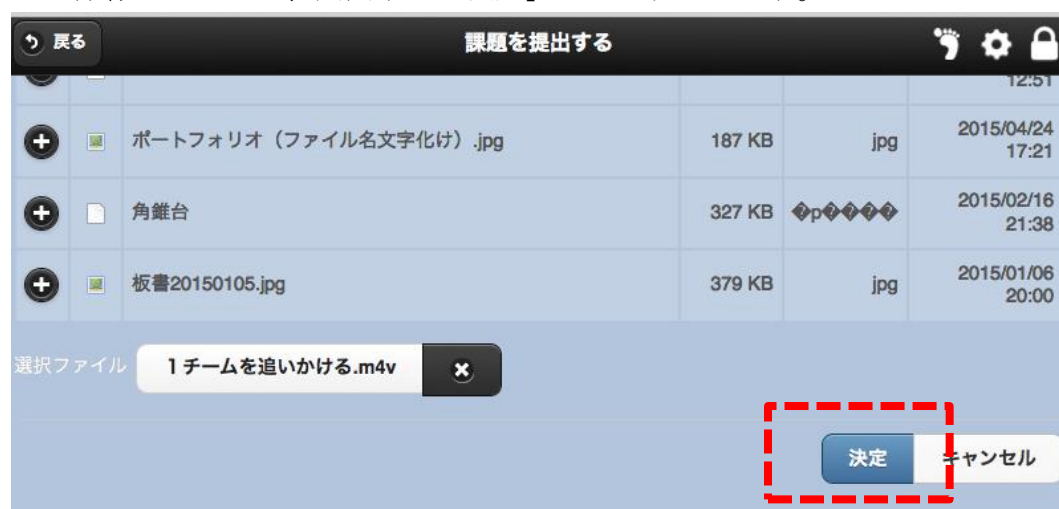 戻る
課題を提出する
12:51
ポートフォリオ（ファイル名文字化け）.jpg 187 KB jpg 2015/04/24
17:21
角錐台 327 KB �p���� 2015/02/16
21:38
板書20150105.jpg 379 KB jpg 2015/01/06
20:00
選択ファイル 1 チームを追いかける.m4v
決定 キャンセル